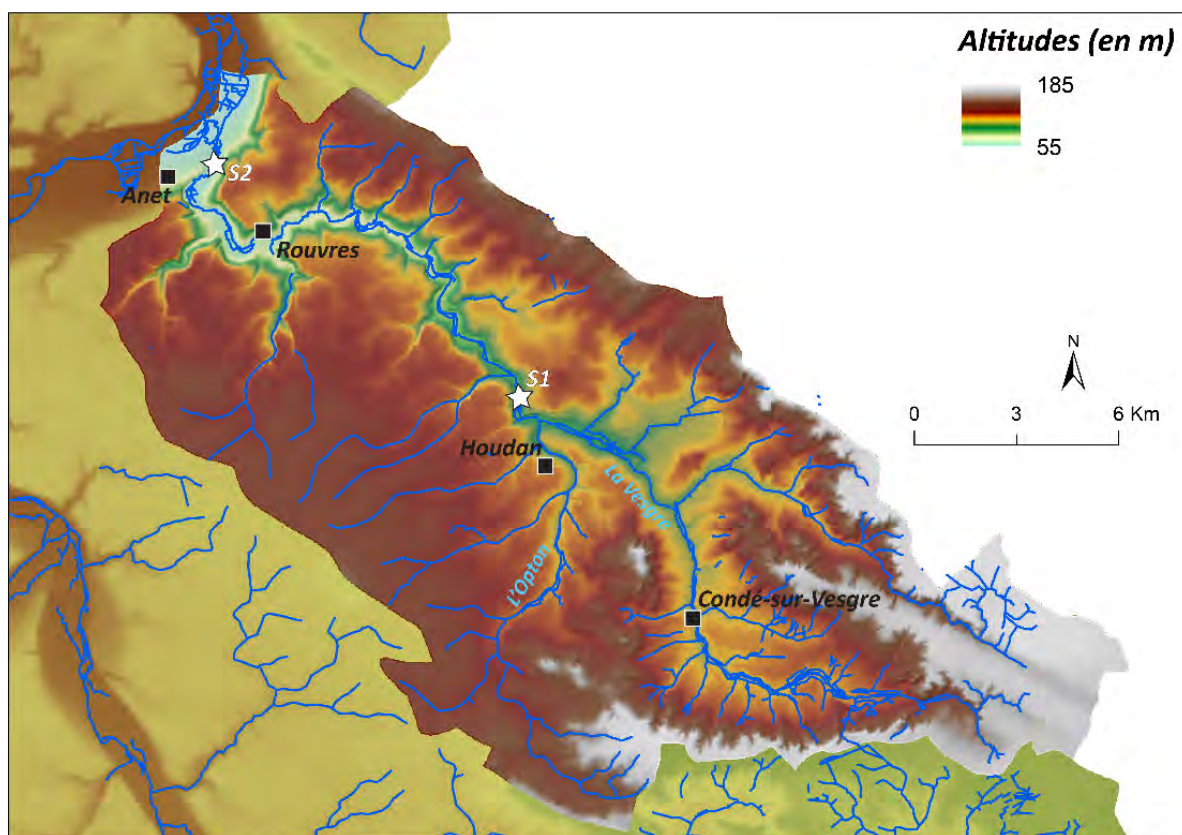 Altitudes (en m)
185
55
S2
Anet
Rouvres
N
0 3 6 Km
S1
Houdan
La Vesgre
L'Opton
Condé-sur-Vesgre